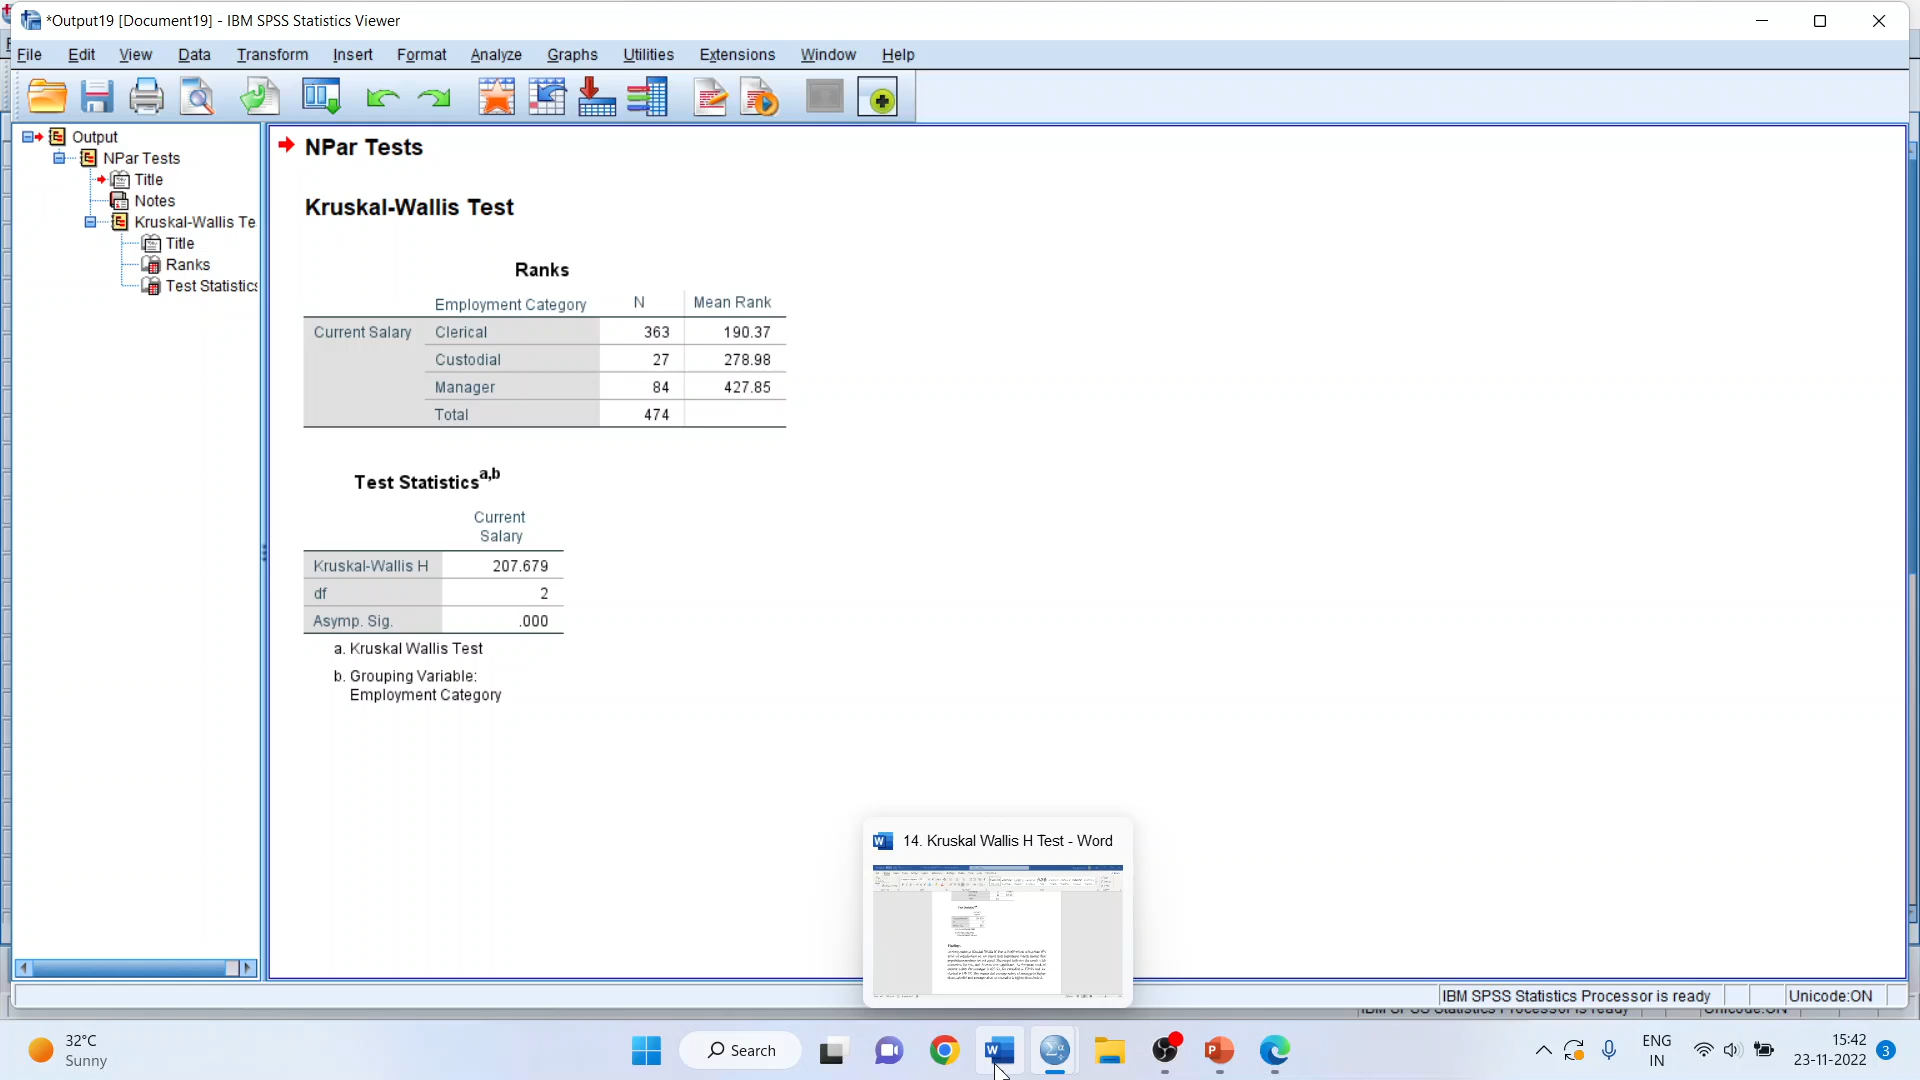 *Output19 [Document19] - IBM SPSS Statistics Viewer
File Edit View Data Transform Insert Format Analyze Graphs Utilities Extensions Window Help
Output
NPar Tests
Title
Notes
Kruskal-Wallis Te
Title
Ranks
Test Statistics
NPar Tests
Kruskal-Wallis Test
Ranks
Employment Category N Mean Rank
Current Salary Clerical 363 190.37
Custodial 27 278.98
Manager 84 427.85
Total 474
Test Statistics a,b
Current
Salary
Kruskal-Wallis H 207.679
df 2
Asymp. Sig. .000
a. Kruskal Wallis Test
b. Grouping Variable:
Employment Category
14. Kruskal Wallis H Test - Word
IBM SPSS Statistics Processor is ready Unicode:ON
32°C
Sunny
Search
ENG
IN
15:42
23-11-2022
3